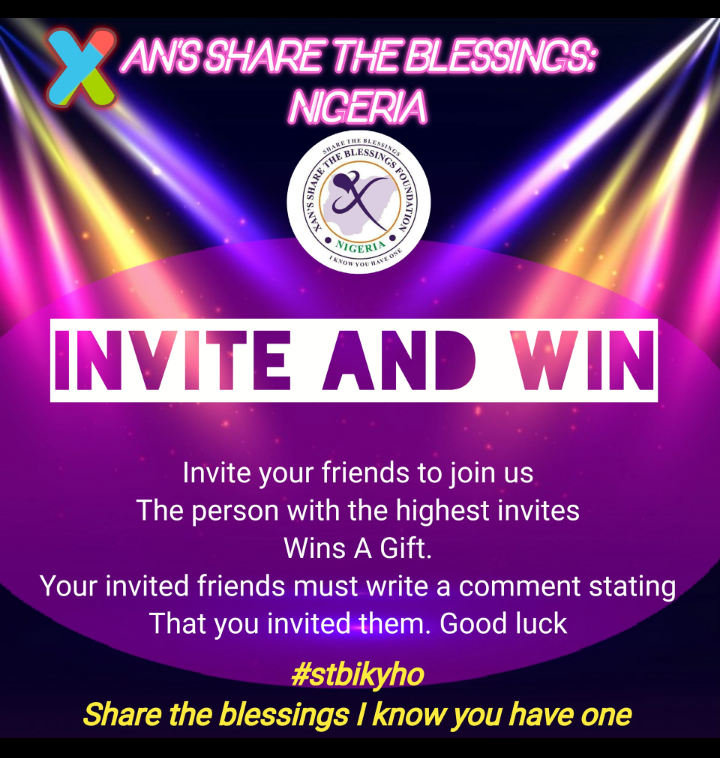 XAN'S SHARE THE BLESSINGS:
NIGERIA
SHARE THE BLESSINGS
XAN'S SHARE THE BLESSINGS FOUNDATION
NIGERIA
I KNOW YOU HAVE ONE
INVITE AND WIN
Invite your friends to join us
The person with the highest invites
Wins A Gift.
Your invited friends must write a comment stating
That you invited them. Good luck
#stbikyho
Share the blessings I know you have one